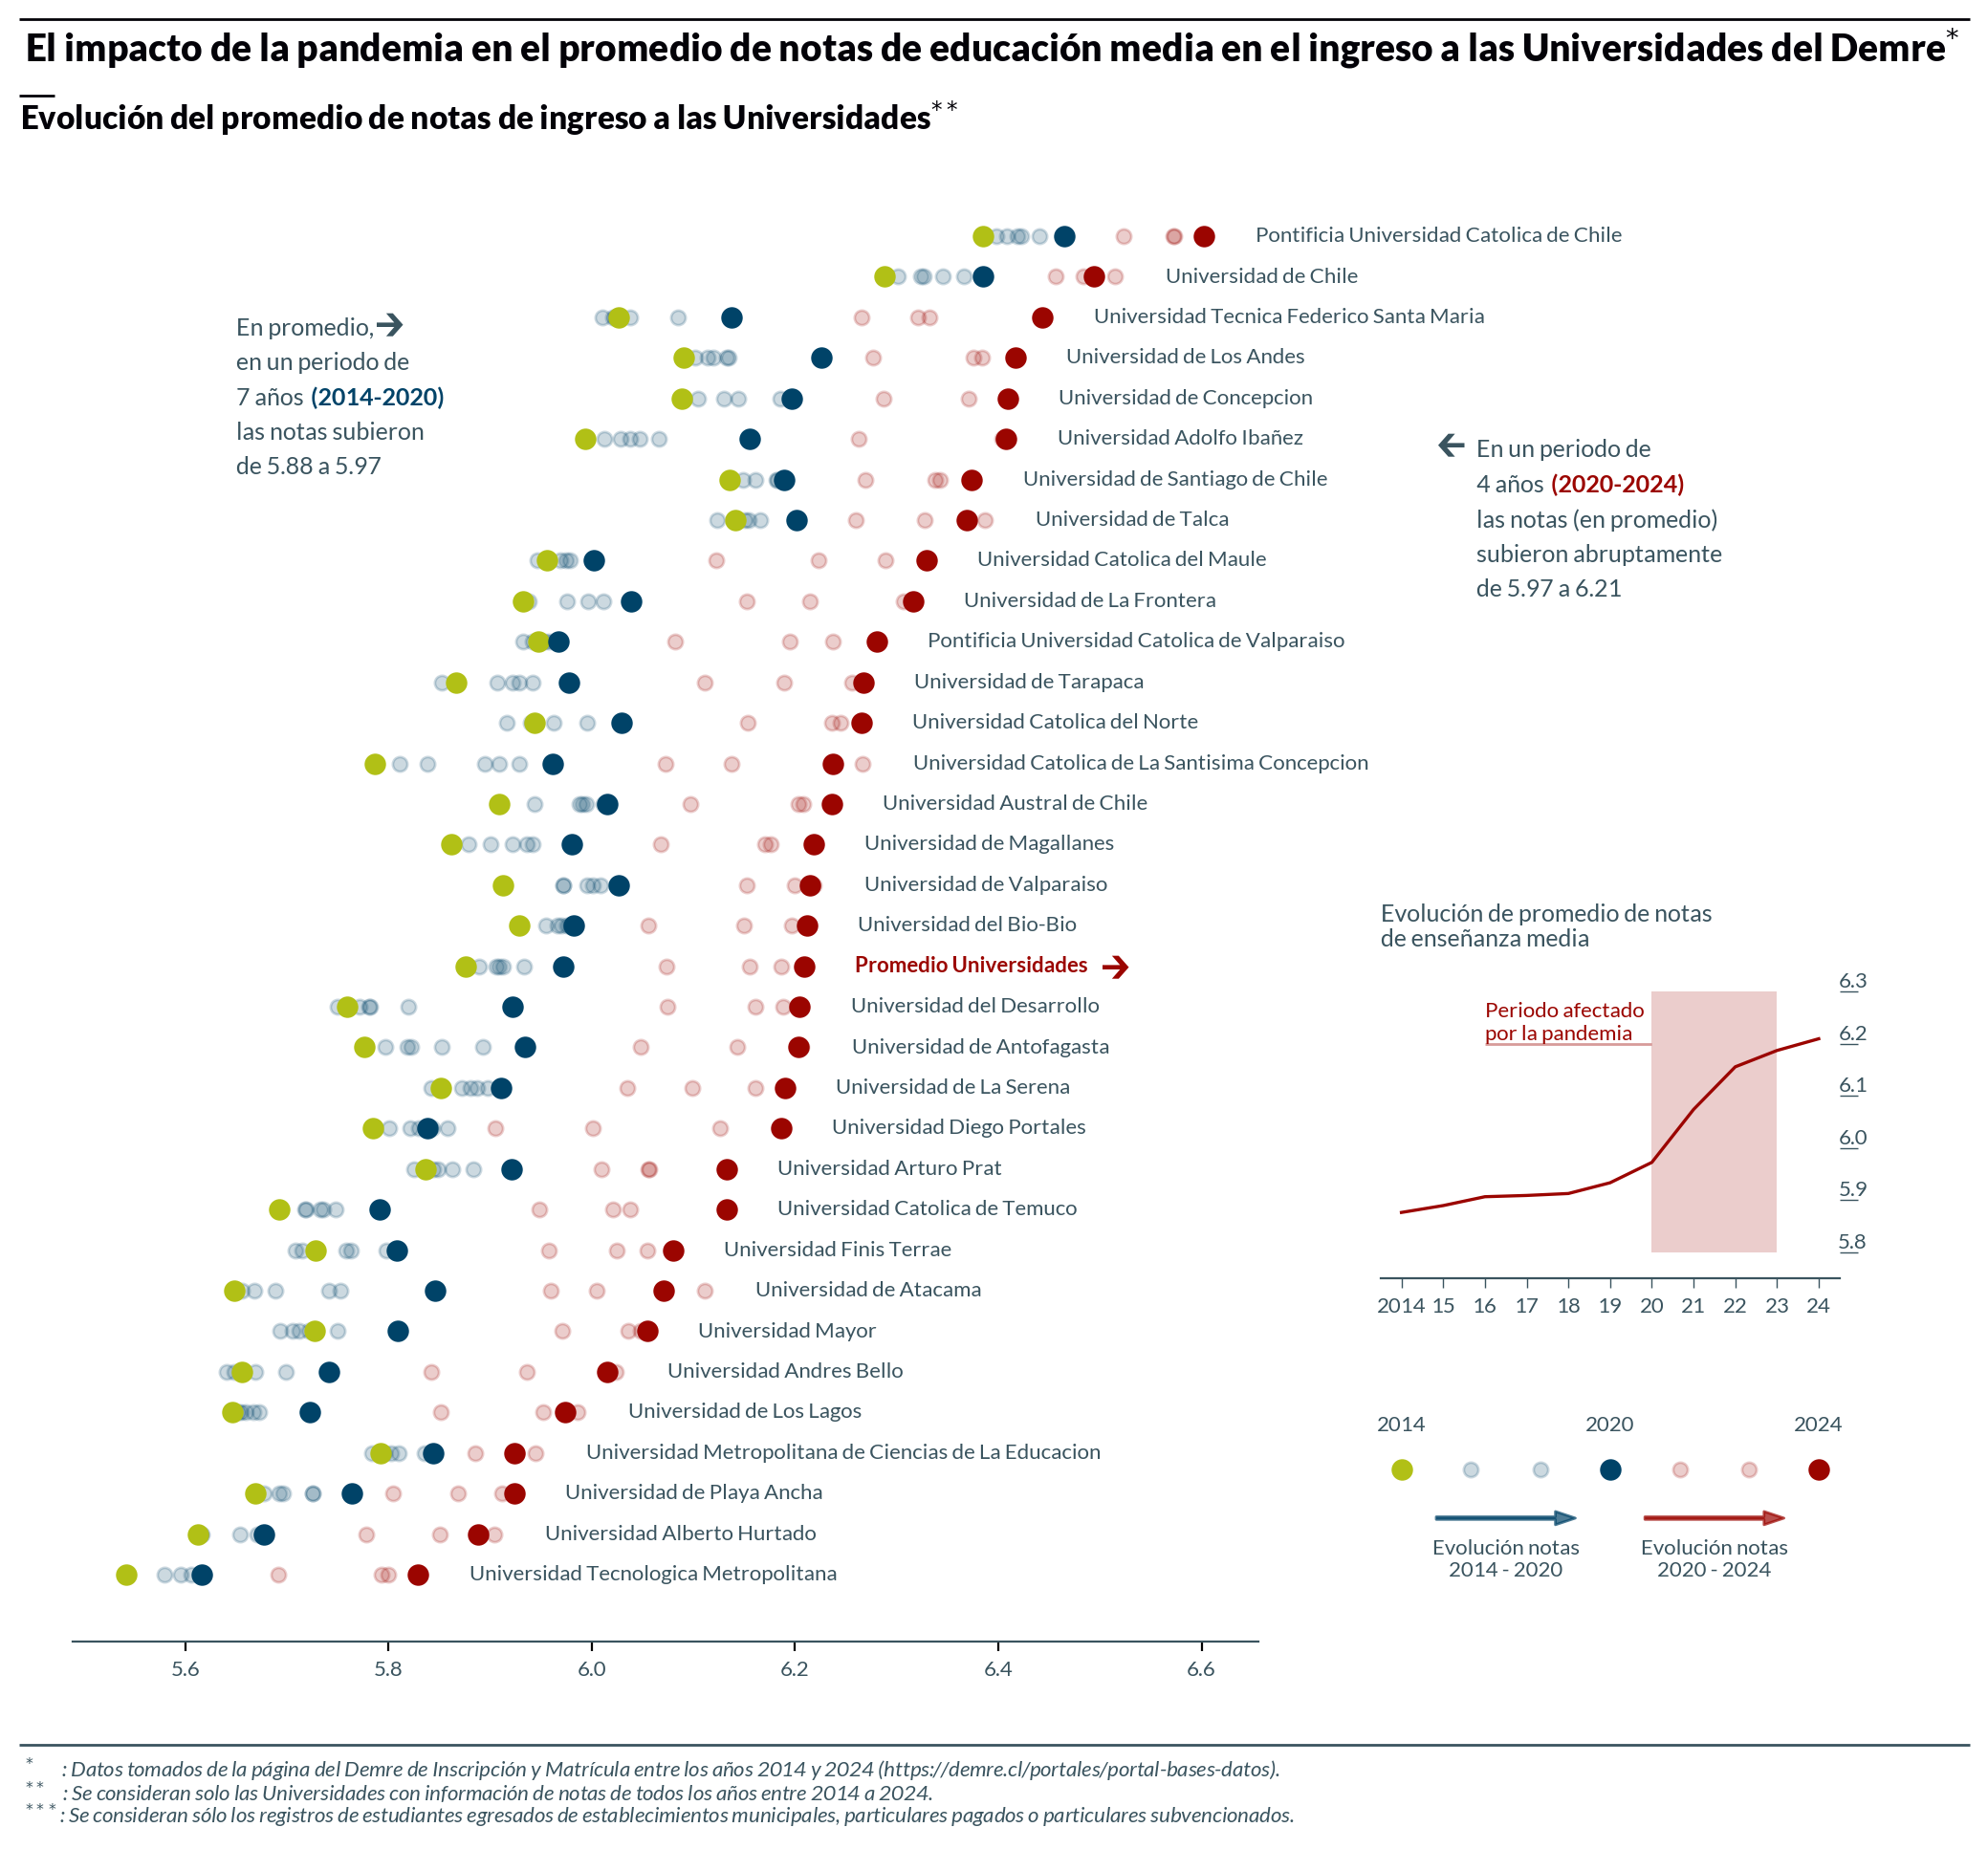 El impacto de la pandemia en el promedio de notas de educación media en el ingreso a las Universidades del Demre*
Evolución del promedio de notas de ingreso a las Universidades**
Pontificia Universidad Catolica de Chile
Universidad de Chile
Universidad Tecnica Federico Santa Maria
Universidad de Los Andes
Universidad de Concepcion
Universidad Adolfo Ibañez
Universidad de Santiago de Chile
Universidad de Talca
Universidad Catolica del Maule
Universidad de La Frontera
Pontificia Universidad Catolica de Valparaiso
Universidad de Tarapaca
Universidad Catolica del Norte
Universidad Catolica de La Santisima Concepcion
Universidad Austral de Chile
Universidad de Magallanes
Universidad de Valparaiso
Universidad del Bio-Bio
Promedio Universidades →
Universidad del Desarrollo
Universidad de Antofagasta
Universidad de La Serena
Universidad Diego Portales
Universidad Arturo Prat
Universidad Catolica de Temuco
Universidad Finis Terrae
Universidad de Atacama
Universidad Mayor
Universidad Andres Bello
Universidad de Los Lagos
Universidad Metropolitana de Ciencias de La Educacion
Universidad de Playa Ancha
Universidad Alberto Hurtado
Universidad Tecnologica Metropolitana
5.6 5.8 6.0 6.2 6.4 6.6
En promedio,→
en un periodo de
7 años (2014-2020)
las notas subieron
de 5.88 a 5.97
← En un periodo de
4 años (2020-2024)
las notas (en promedio)
subieron abruptamente
de 5.97 a 6.21
Evolución de promedio de notas
de enseñanza media
Periodo afectado
por la pandemia
6.3
6.2
6.1
6.0
5.9
5.8
2014 15 16 17 18 19 20 21 22 23 24
2014 2020 2024
Evolución notas
2014 - 2020
Evolución notas
2020 - 2024
* : Datos tomados de la página del Demre de Inscripción y Matrícula entre los años 2014 y 2024 (https://demre.cl/portales/portal-bases-datos).
** : Se consideran solo las Universidades con información de notas de todos los años entre 2014 a 2024.
*** : Se consideran sólo los registros de estudiantes egresados de establecimientos municipales, particulares pagados o particulares subvencionados.